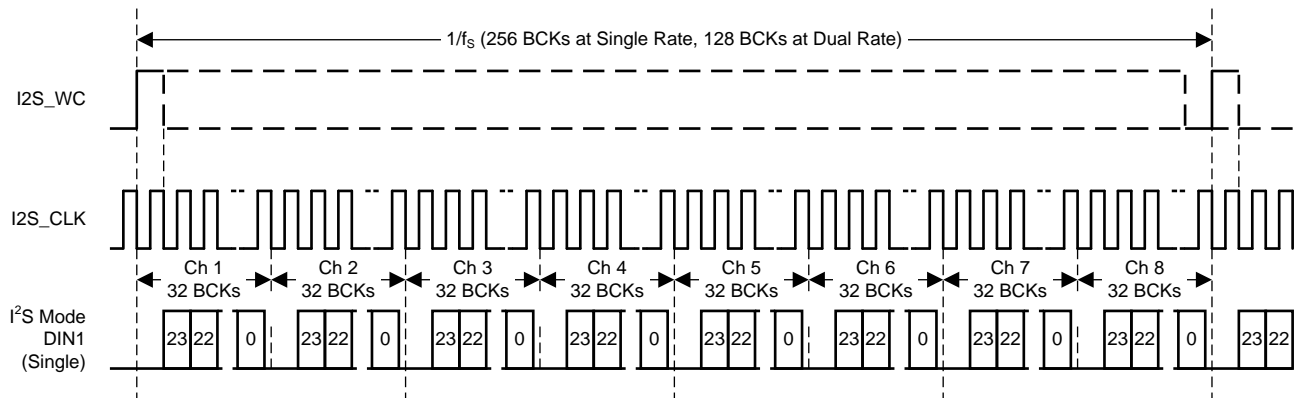 1/fS (256 BCKs at Single Rate, 128 BCKs at Dual Rate)
I2S_WC
I2S_CLK
Ch 1 Ch 2 Ch 3 Ch 4 Ch 5 Ch 6 Ch 7 Ch 8
32 BCKs 32 BCKs 32 BCKs 32 BCKs 32 BCKs 32 BCKs 32 BCKs 32 BCKs
I²S Mode
DIN1
(Single)
23 22 0 23 22 0 23 22 0 23 22 0 23 22 0 23 22 0 23 22 0 23 22 0 23 22